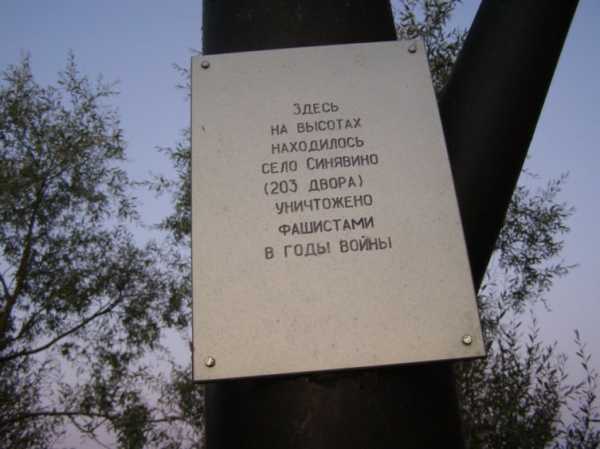 Здесь
на высотах
находилось
село Синявино
(203 двора)
уничтожено
фашистами
в годы войны